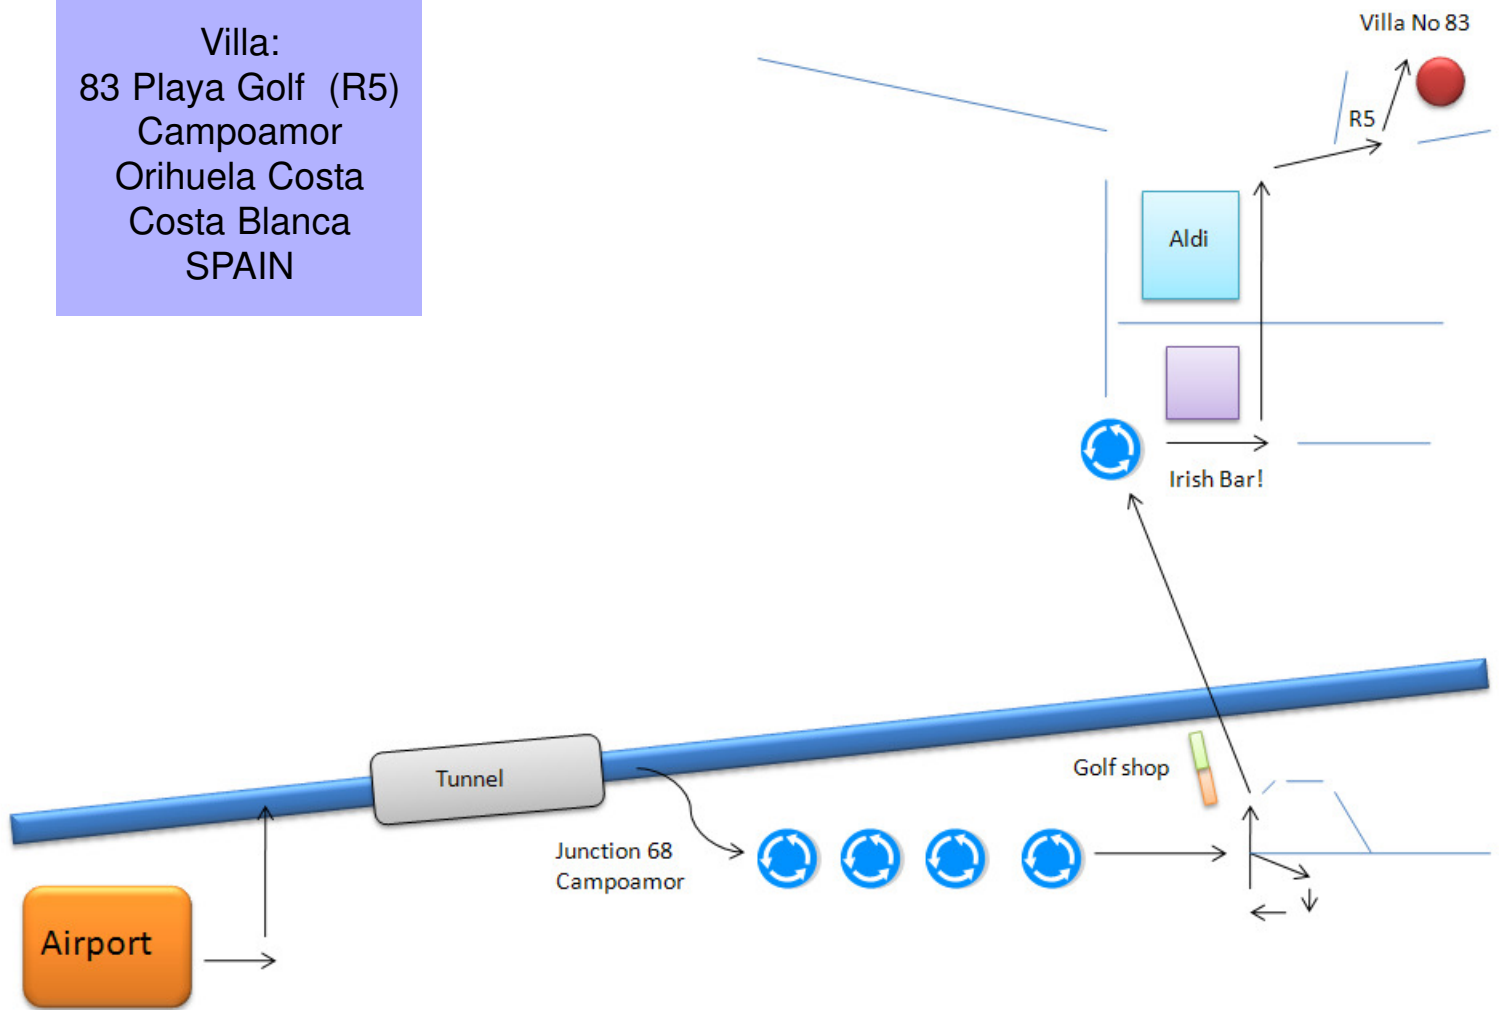 Villa:
83 Playa Golf  (R5)
Campoamor
Orihuela Costa
Costa Blanca
SPAIN
Villa No 83
R5
Aldi
Irish Bar!
Golf shop
Tunnel
Junction 68
Campoamor
Airport